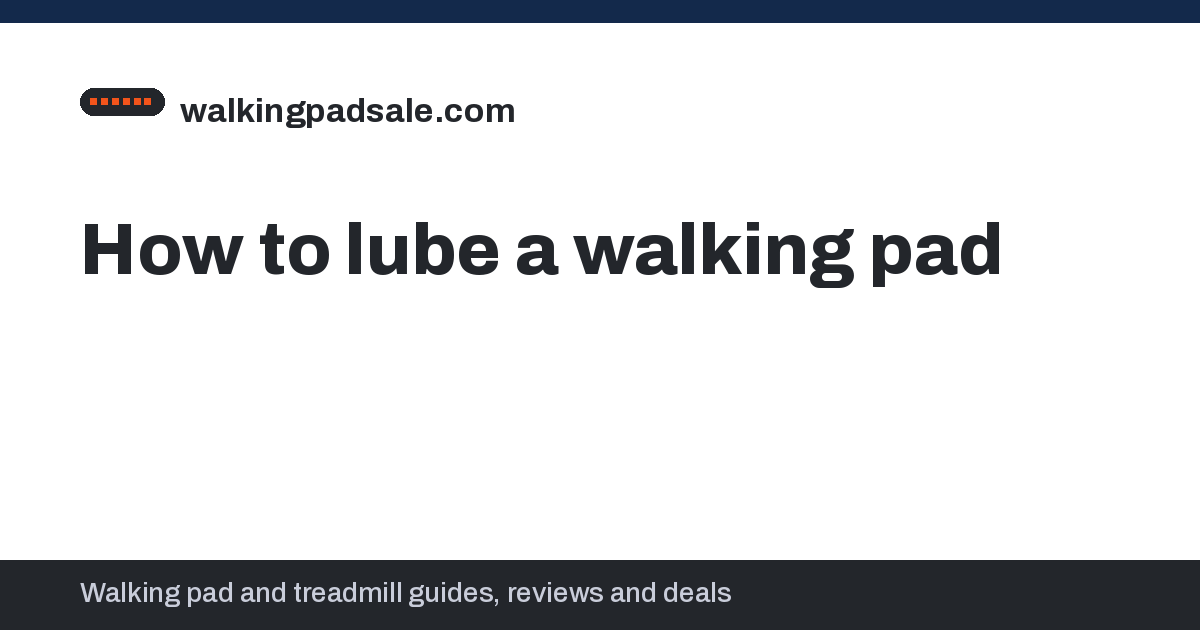 walkingpadsale.com
How to lube a walking pad
Walking pad and treadmill guides, reviews and deals